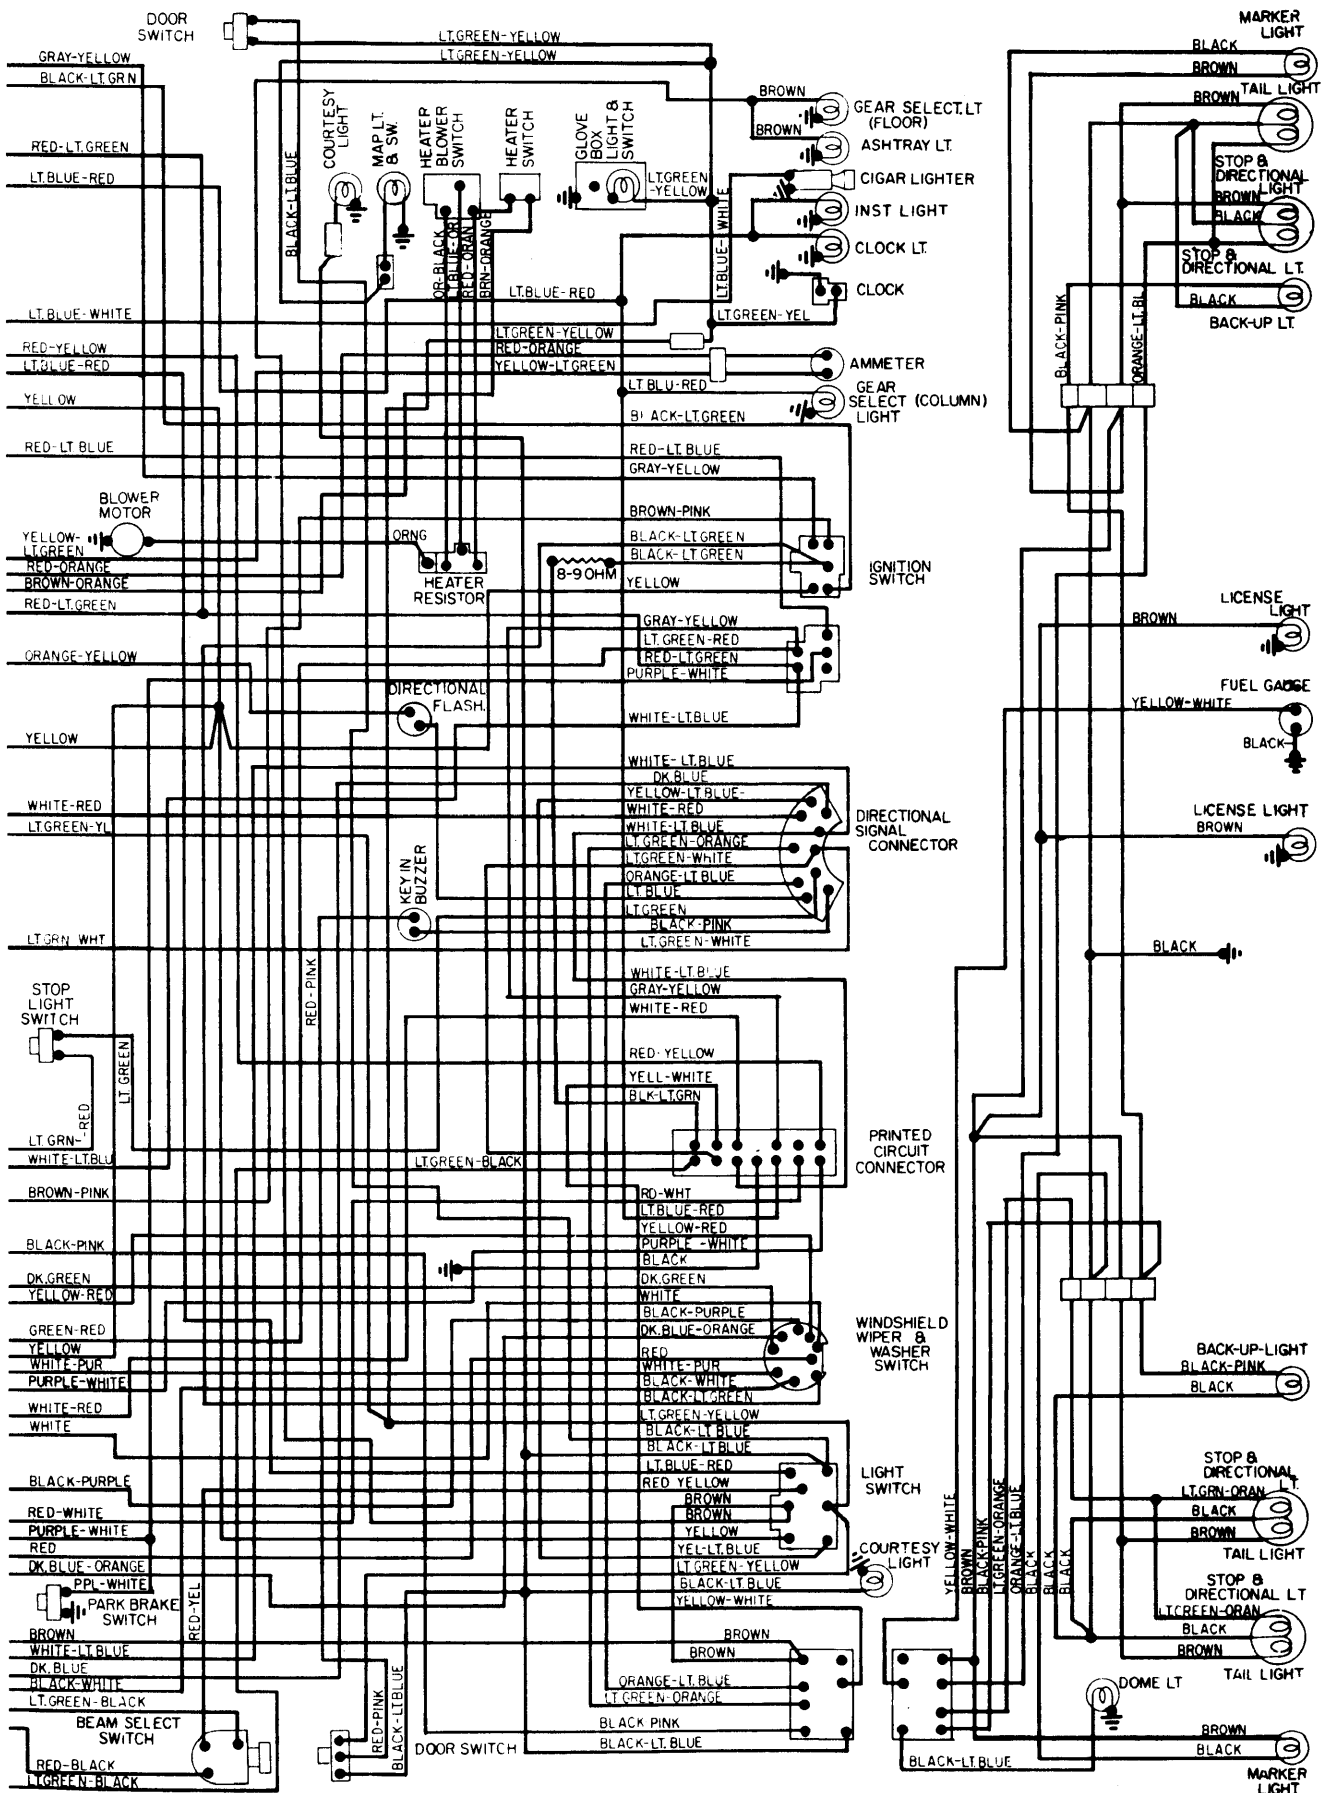 DOOR
SWITCH
LT.GREEN-YELLOW
LTGREEN-YELLOW
GRAY-YELLOW
BLACK-LT.GRN
RED-LT.GREEN
LT.BLUE-RED
BLACK-LT.BLUE
COURTESY
LIGHT
MAP LT.
& SW.
HEATER
BLOWER
SWITCH
HEATER
SWITCH
GLOVE
BOX
LIGHT &
SWITCH
LT.GREEN
-YELLOW
LT.BLUE-WHITE
OR-BLACK
LT.BLUE-OR
RED-ORAN
BRN-ORANGE
BROWN
BROWN
GEAR SELECT.LT
(FLOOR)
ASHTRAY LT.
CIGAR LIGHTER
INST LIGHT
CLOCK LT.
CLOCK
LT.BLUE-RED
LT.GREEN-YEL
LT.BLUE-WHITE
RED-YELLOW
LT.BLUE-RED
YELLOW
LTGREEN-YELLOW
RED-ORANGE
YELLOW-LTGREEN
AMMETER
LT BLU-RED
GEAR
SELECT (COLUMN)
LIGHT
BLACK-LT.GREEN
RED-LT BLUE
RED-LT.BLUE
GRAY-YELLOW
BLOWER
MOTOR
BROWN-PINK
BLACK-LTGREEN
BLACK-LT.GREEN
8-9 OHM
YELLOW
IGNITION
SWITCH
ORNG
HEATER
RESISTOR
YELLOW-
LT.GREEN
RED-ORANGE
BROWN-ORANGE
RED-LT.GREEN
GRAY-YELLOW
LT.GREEN-RED
RED-LT.GREEN
PURPLE-WHITE
ORANGE-YELLOW
DIRECTIONAL
FLASH.
WHITE-LT.BLUE
YELLOW
WHITE-LT.BLUE
DK.BLUE
YELLOW-LT.BLUE-
WHITE-RED
WHITE-LT.BLUE
LT.GREEN-ORANGE
LT.GREEN-WHITE
ORANGE-LT.BLUE
LT.BLUE
LT.GREEN
BLACK-PINK
LT.GREEN-WHITE
DIRECTIONAL
SIGNAL
CONNECTOR
WHITE-RED
LT.GREEN-YL
KEY IN
BUZZER
LT.GRN WHT
RED-PINK
STOP
LIGHT
SWITCH
LT. GREEN
-RED
LT.GRN-
WHITE-LT.BLU
BROWN-PINK
WHITE-LT.BLUE
GRAY-YELLOW
WHITE-RED
RED-YELLOW
YELL-WHITE
BLK-LT.GRN
LT.GREEN-BLACK
PRINTED
CIRCUIT
CONNECTOR
RD-WHT
LT.BLUE-RED
YELLOW-RED
PURPLE-WHITE
BLACK
DK.GREEN
WHITE
BLACK-PURPLE
DK.BLUE-ORANGE
RED
WHITE-PUR
BLACK-WHITE
BLACK-LT.GREEN
WINDSHIELD
WIPER &
WASHER
SWITCH
BLACK-PINK
DK.GREEN
YELLOW-RED
GREEN-RED
YELLOW
WHITE-PUR
PURPLE-WHITE
WHITE-RED
WHITE
LT.GREEN-YELLOW
BLACK-LT.BLUE
BLACK-LT.BLUE
LT.BLUE-RED
RED YELLOW
BROWN
BROWN
YELLOW
YEL-LT.BLUE
LT.GREEN-YELLOW
BLACK-LT.BLUE
YELLOW-WHITE
LIGHT
SWITCH
COURTESY
LIGHT
BLACK-PURPLE
RED-WHITE
PURPLE-WHITE
RED
DK.BLUE-ORANGE
PPL-WHITE
PARK BRAKE
SWITCH
RED-YEL
BROWN
WHITE-LT.BLUE
DK.BLUE
BLACK-WHITE
LT.GREEN-BLACK
BEAM SELECT
SWITCH
RED-BLACK
LT.GREEN-BLACK
RED-PINK
BLACK-LTBLUE
DOOR SWITCH
BROWN
BROWN
ORANGE-LT.BLUE
LT GREEN-ORANGE
BLACK PINK
BLACK-LT. BLUE
MARKER
LIGHT
BLACK
BROWN
TAIL LIGHT
BROWN
STOP &
DIRECTIONAL
LIGHT
BROWN
BLACK
STOP &
DIRECTIONAL LT.
BLACK
BACK-UP LT.
BLACK-PINK
ORANGE-LT.BL
LICENSE
LIGHT
BROWN
FUEL GAUGE
YELLOW-WHITE
BLACK
LICENSE LIGHT
BROWN
BLACK
BACK-UP-LIGHT
BLACK-PINK
BLACK
STOP &
DIRECTIONAL
LT.
LT.GRN-ORAN
BLACK
BROWN
TAIL LIGHT
STOP &
DIRECTIONAL LT
LT.GREEN-ORAN
BLACK
BROWN
TAIL LIGHT
YELLOW-WHITE
BROWN
BLACK-PINK
LT.GREEN-ORANGE
ORANGE-LT.BLUE
BLACK
BLACK
BLACK
DOME LT
BROWN
BLACK
BLACK-LT.BLUE
MARKER
LIGHT